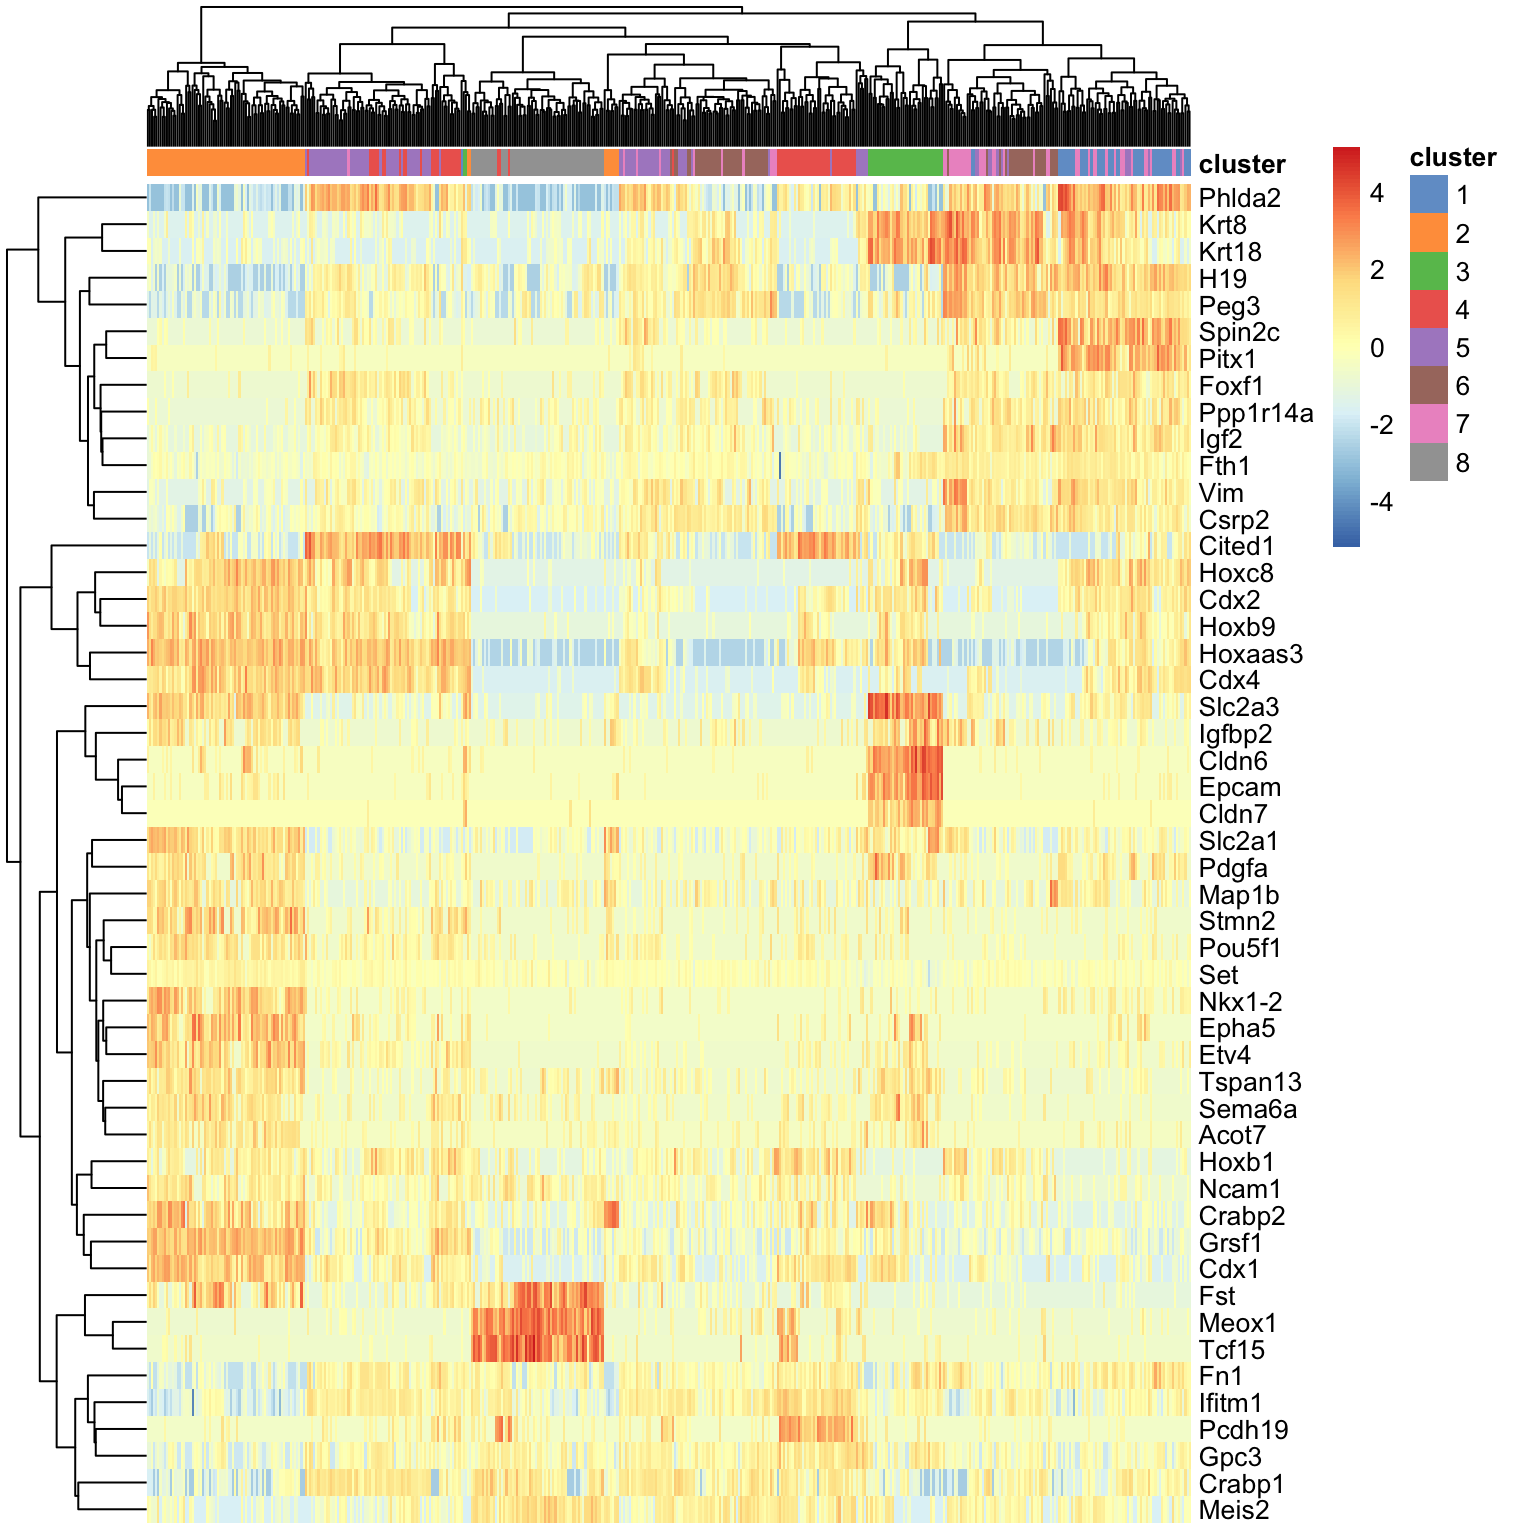 cluster
Phlda2
Krt8
Krt18
H19
Peg3
Spin2c
Pitx1
Foxf1
Ppp1r14a
Igf2
Fth1
Vim
Csrp2
Cited1
Hoxc8
Cdx2
Hoxb9
Hoxaas3
Cdx4
Slc2a3
Igfbp2
Cldn6
Epcam
Cldn7
Slc2a1
Pdgfa
Map1b
Stmn2
Pou5f1
Set
Nkx1-2
Epha5
Etv4
Tspan13
Sema6a
Acot7
Hoxb1
Ncam1
Crabp2
Grsf1
Cdx1
Fst
Meox1
Tcf15
Fn1
Ifitm1
Pcdh19
Gpc3
Crabp1
Meis2
4
2
0
-2
-4
cluster
1
2
3
4
5
6
7
8